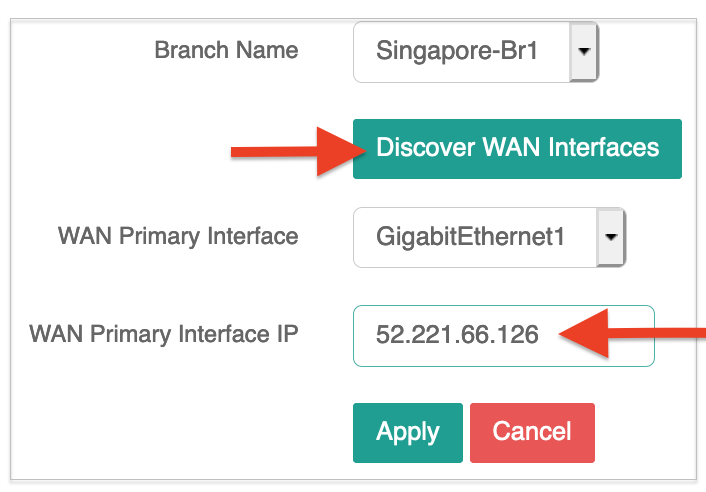 Branch Name Singapore-Br1
Discover WAN Interfaces
WAN Primary Interface GigabitEthernet1
WAN Primary Interface IP 52.221.66.126
Apply Cancel